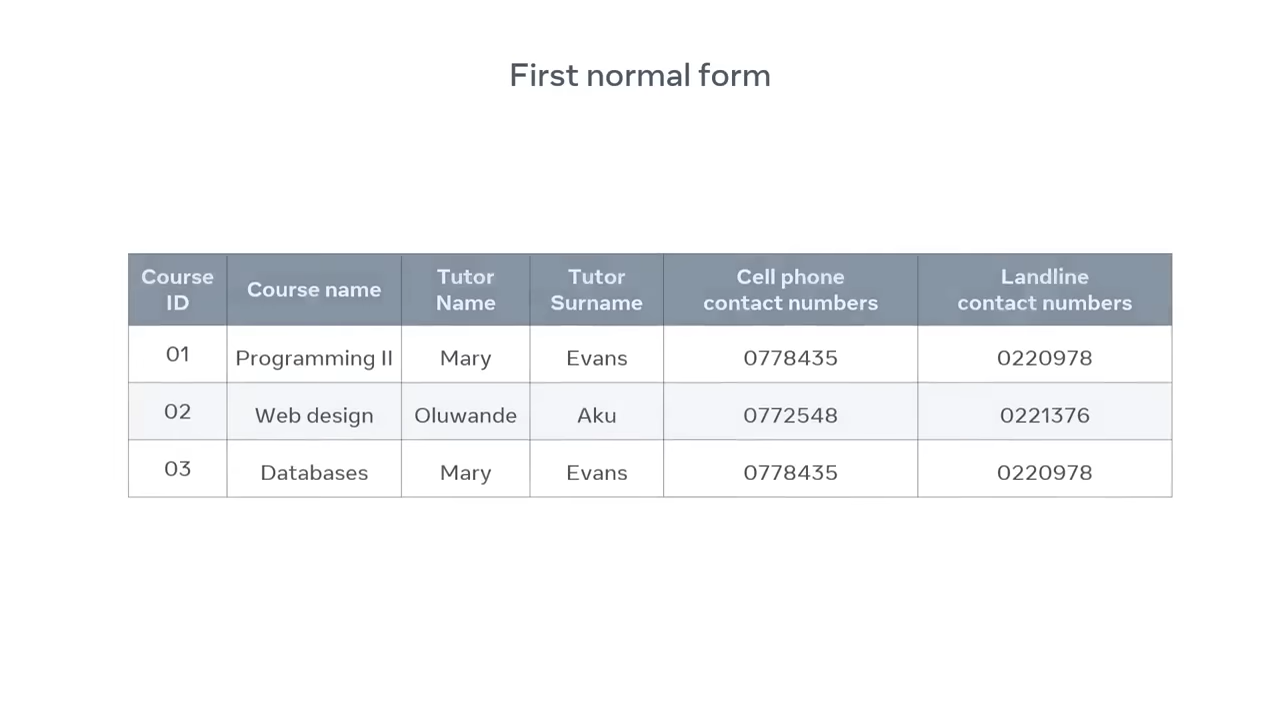 First normal form
Course ID Course name Tutor Name Tutor Surname Cell phone contact numbers Landline contact numbers
01 Programming II Mary Evans 0778435 0220978
02 Web design Oluwande Aku 0772548 0221376
03 Databases Mary Evans 0778435 0220978